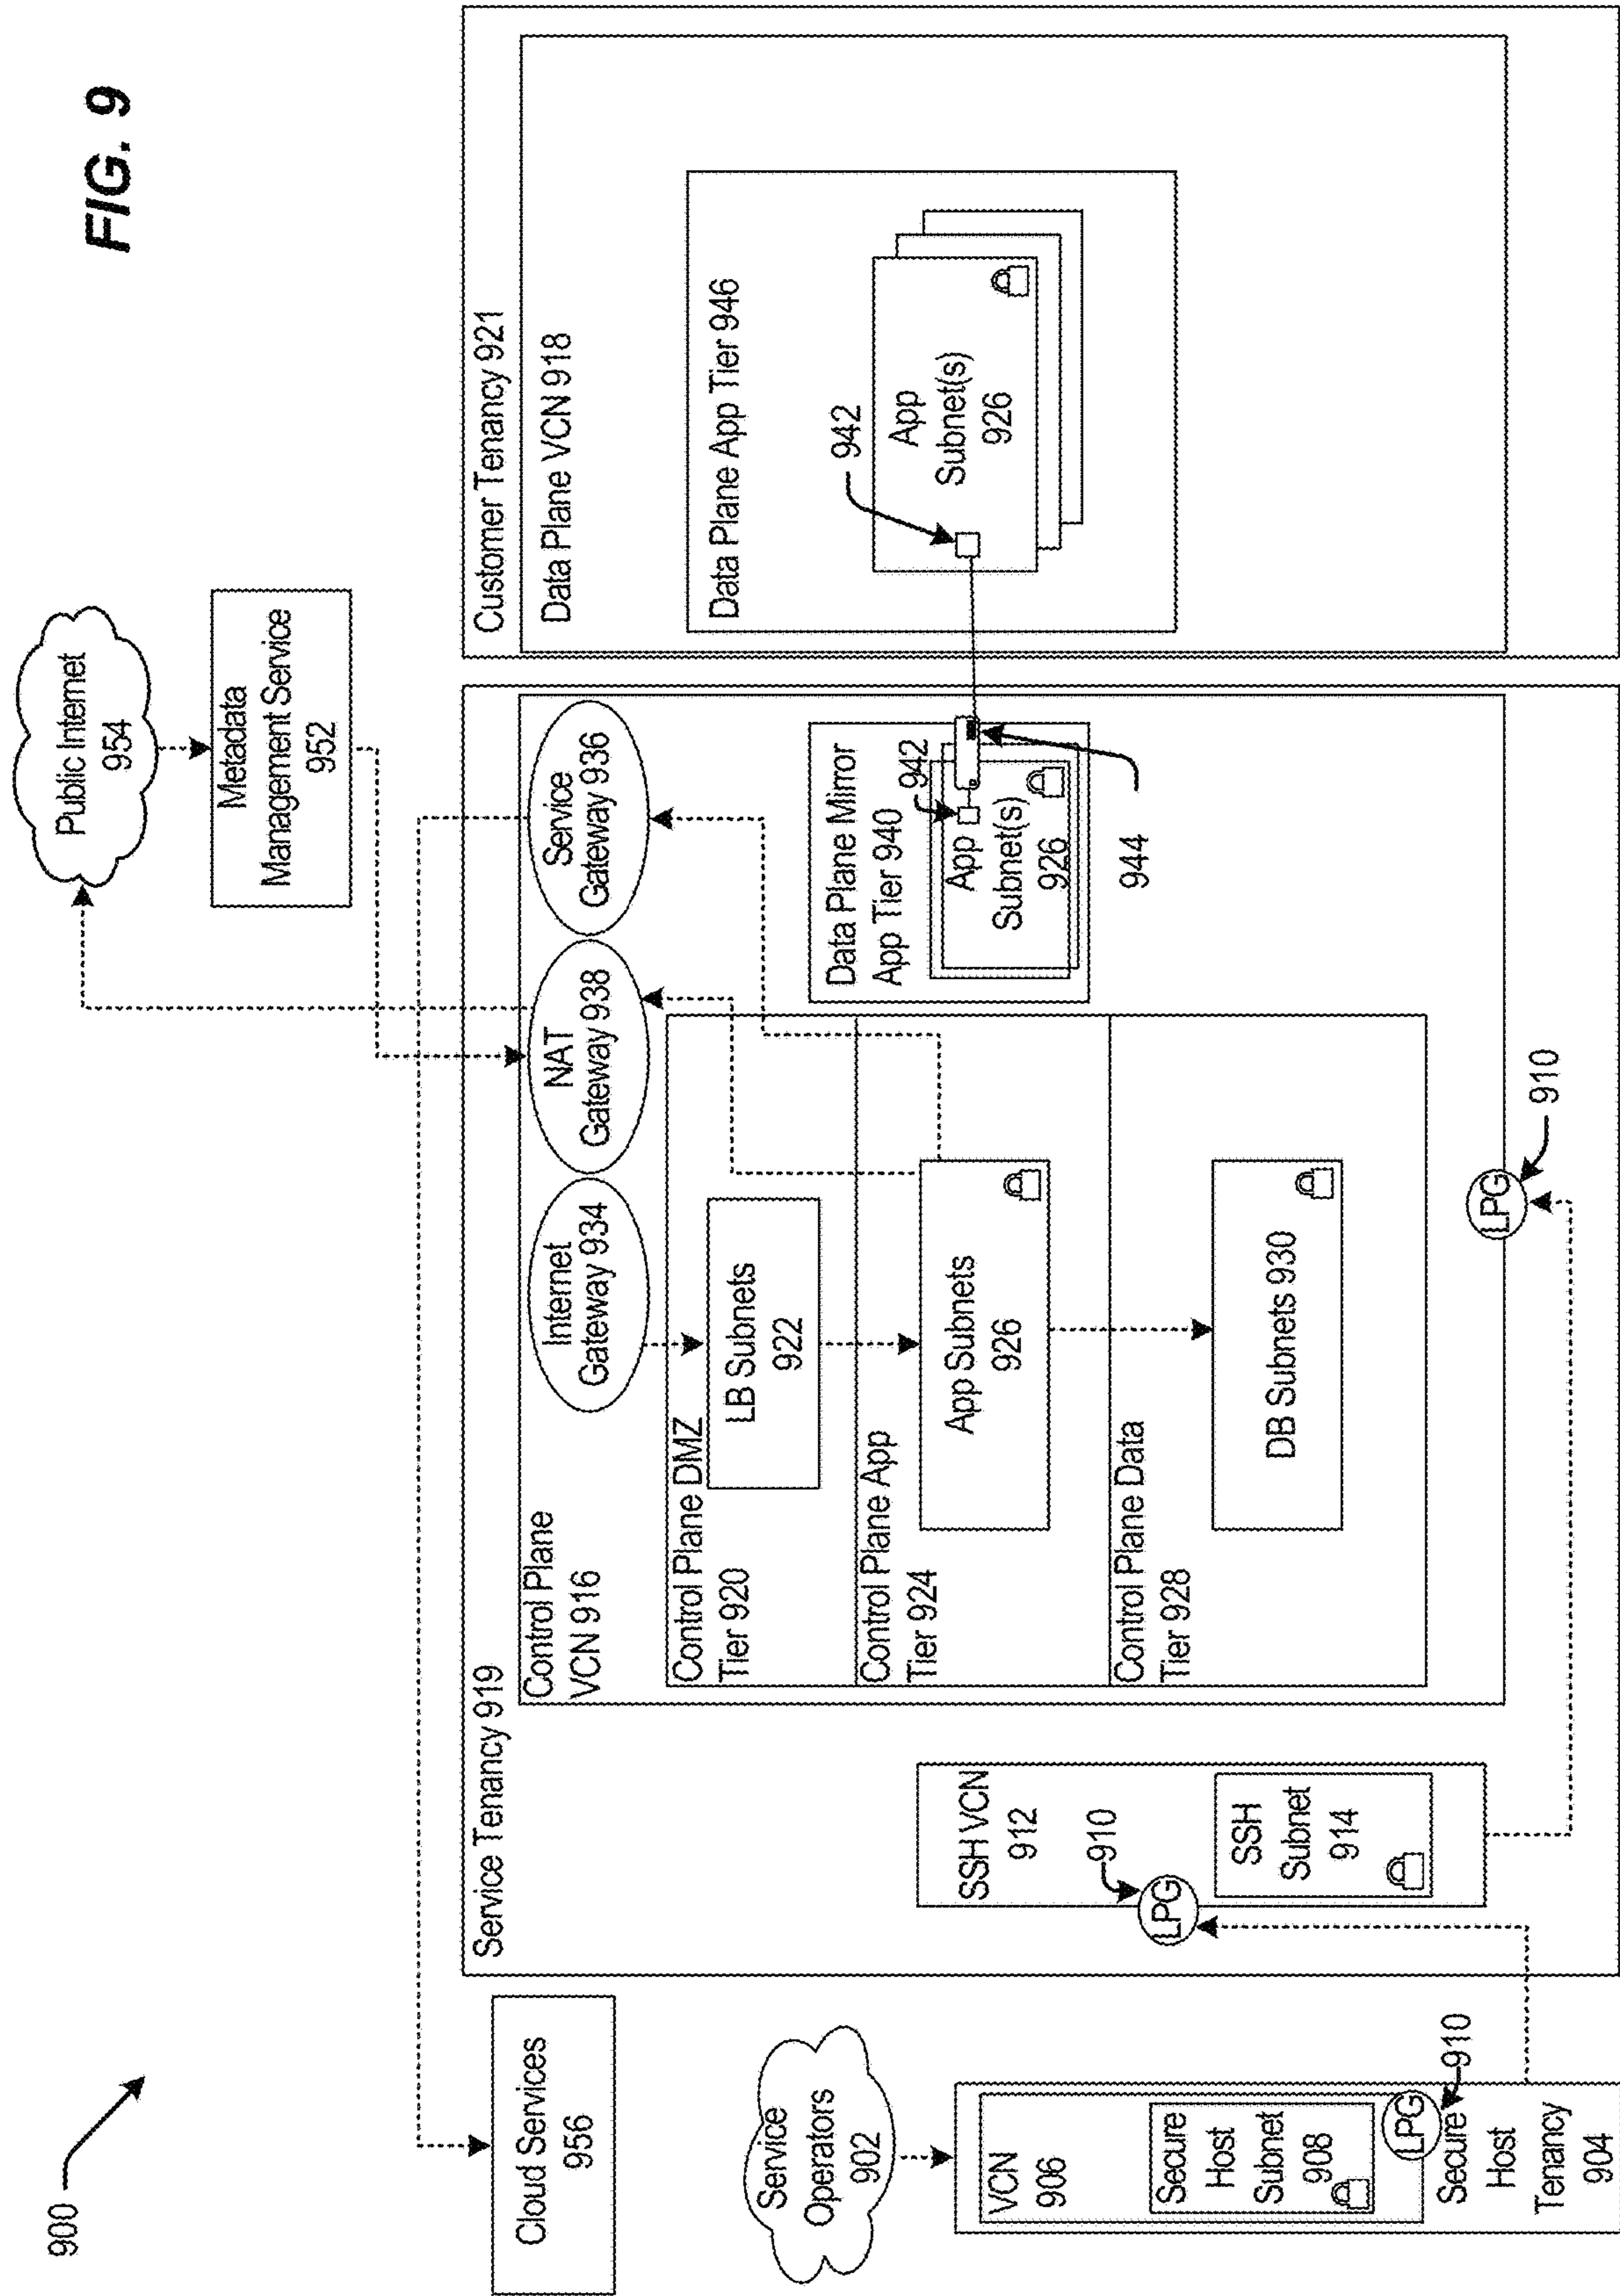 FIG. 9
900
Public Internet
954
Metadata
Management Service
952
Cloud Services
956
Service
Operators
902
VCN
906
Secure
Host
Subnet
908
LPG
910
Secure
Host
Tenancy
904
Service Tenancy 919
SSH VCN
912
910
LPG
SSH
Subnet
914
Control Plane
VCN 916
Internet
Gateway 934
NAT
Gateway 938
Service
Gateway 936
Control Plane DMZ
Tier 920
LB Subnets
922
Control Plane App
Tier 924
App Subnets
926
Control Plane Data
Tier 928
DB Subnets 930
LPG
910
Data Plane Mirror
App Tier 940
942
App
Subnet(s)
926
944
Customer Tenancy 921
Data Plane VCN 918
Data Plane App Tier 946
942
App
Subnet(s)
926